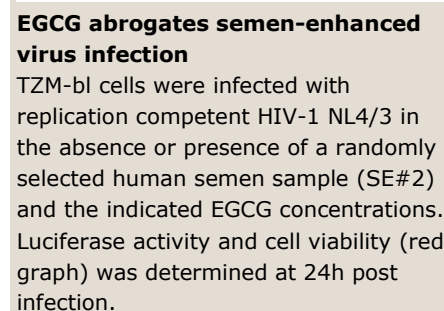 EGCG abrogates semen-enhanced
virus infection
TZM-bl cells were infected with
replication competent HIV-1 NL4/3 in
the absence or presence of a randomly
selected human semen sample (SE#2)
and the indicated EGCG concentrations.
Luciferase activity and cell viability (red
graph) was determined at 24h post
infection.